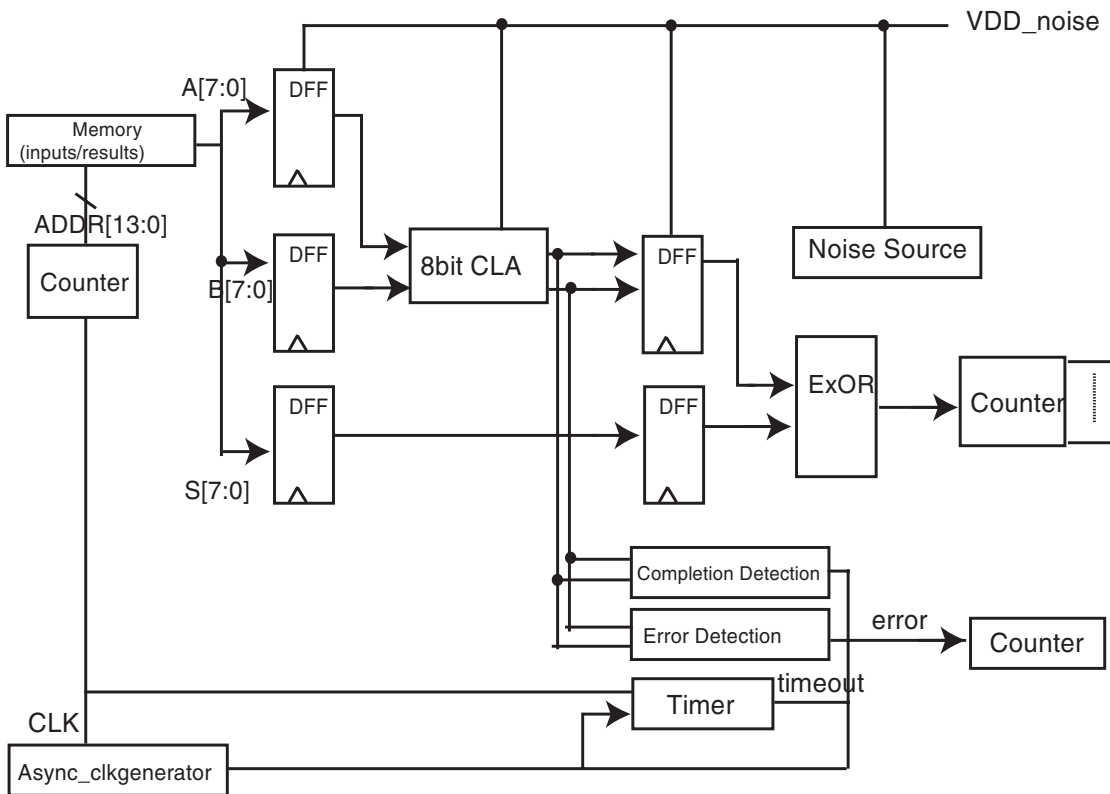 VDD_noise
A[7:0]
DFF
Memory
(inputs/results)
ADDR[13:0]
Counter
B[7:0]
DFF
8bit CLA
DFF
Noise Source
S[7:0]
DFF
DFF
ExOR
Counter
Completion Detection
Error Detection
error
Counter
Timer
timeout
CLK
Async_clkgenerator